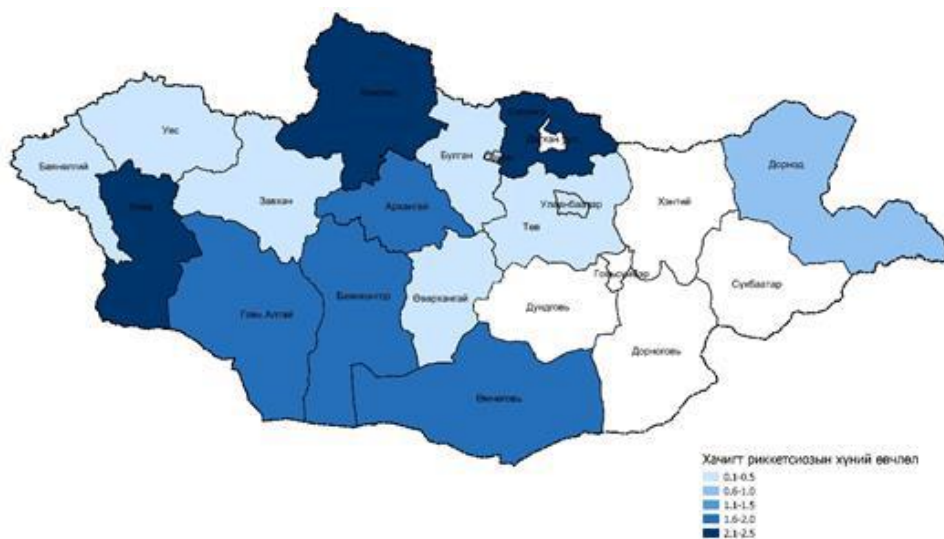 Увс
Баянөлгий
Завхан
Булган
Архангай
Улаанбаатар
Төв
Хэнтий
Дорнод
Говь Алтай
Баянхонгор
Өвөрхангай
Дундговь
Говьсүмбэр
Сүхбаатар
Дорноговь
Өмнөговь
Хачигт риккетсиозын хүний өвчлөл
0.1-0.5
0.6-1.0
1.1-1.5
1.6-2.0
2.1-2.5